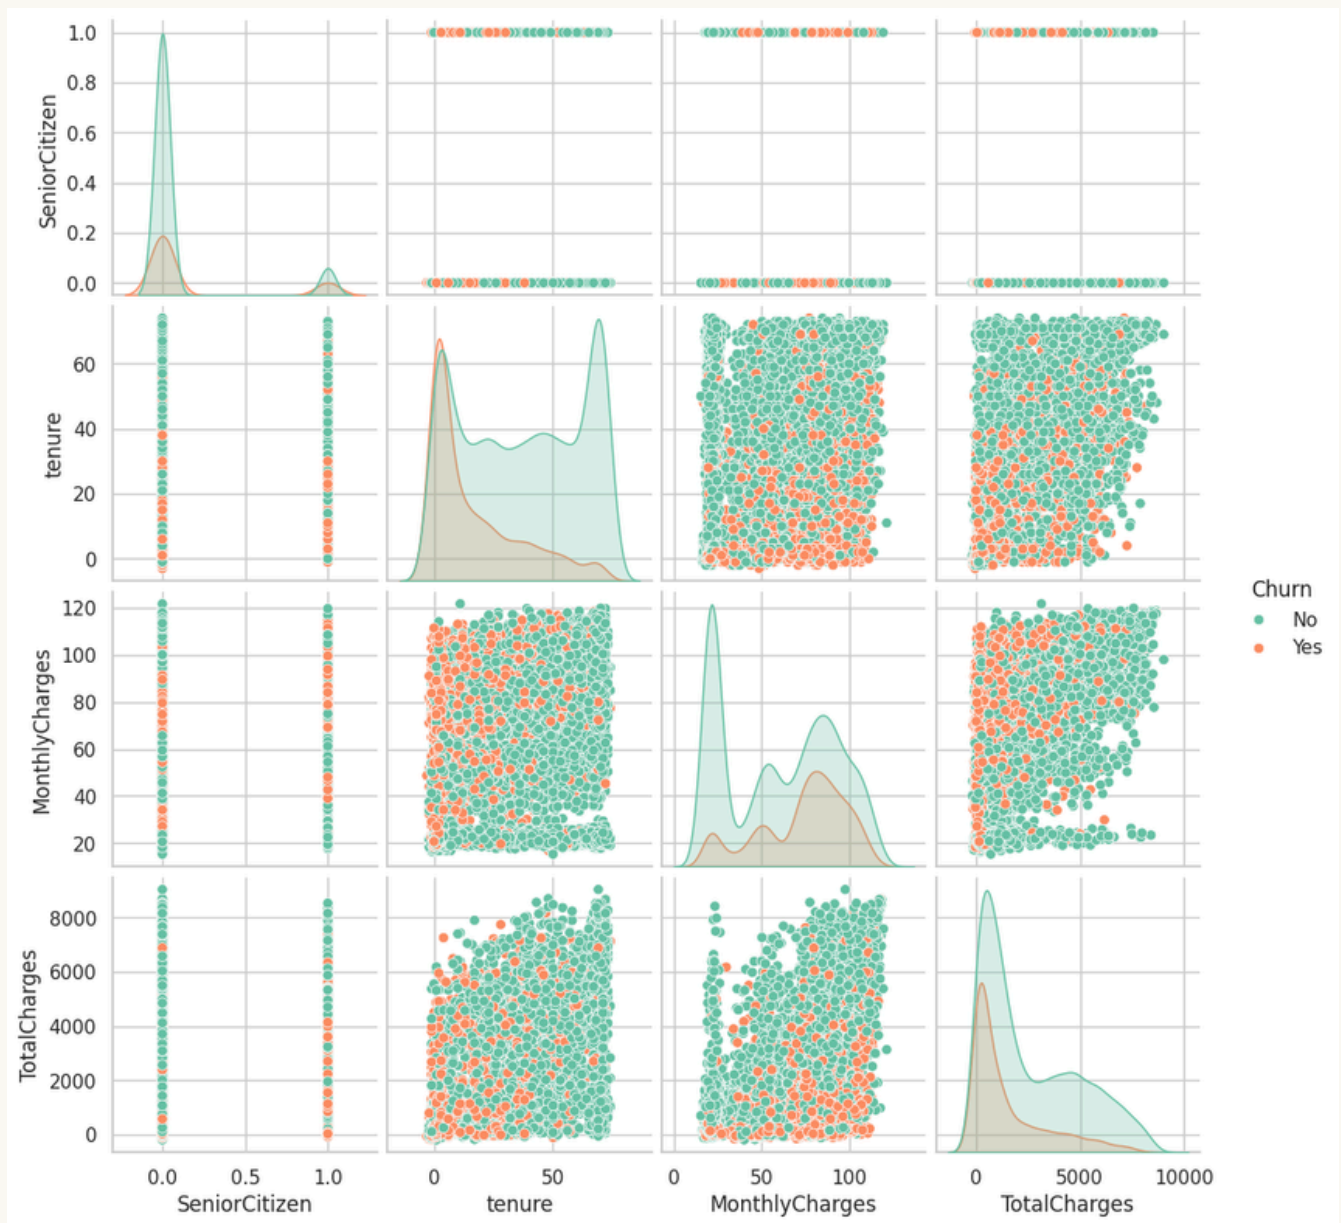 1.0
0.8
0.6
0.4
0.2
0.0
SeniorCitizen
60
40
20
0
tenure
120
100
80
60
40
20
MonthlyCharges
8000
6000
4000
2000
0
TotalCharges
0.0 0.5 1.0
SeniorCitizen
0 50
tenure
0 50 100
MonthlyCharges
0 5000 10000
TotalCharges
Churn
No
Yes